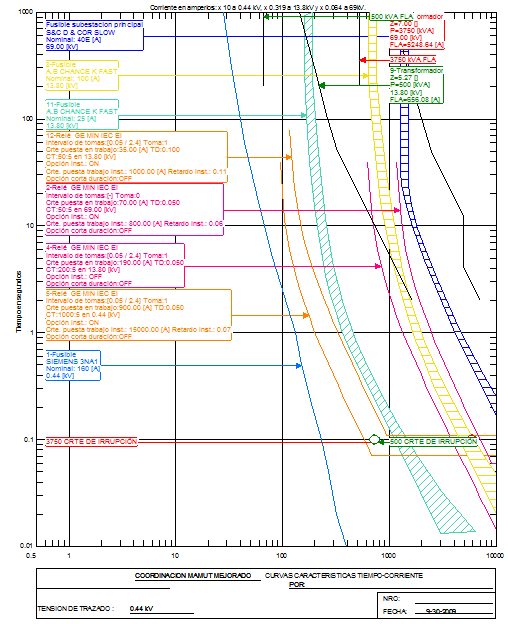 Corriente en amperios: x 10 a 0.44 kV, x 0.319 a 13.8kV y x 0.064 a 69kV.
1000
100
10
1
0.1
0.01
Tiempo en segundos
Fusible subestacion principal
S&C D & COR SLOW
Nominal: 40E [A]
69.00 [kV]
A.B CHANCE K FAST
Nominal: 100 [A]
13.80 [kV]
11-Fusible
A.B CHANCE K FAST
Nominal: 25 [A]
13.80 [kV]
12-Relé GE MIN IEC EI
Intervalo de tomas:[0.05 / 2.4] Toma:1
Crte puesta en trabajo:35.00 [A] TD:0.100
CT:50:5 en 13.80 [kV]
Opción Inst.: ON
Crte. puesta trabajo Inst.: 1000.00 [A] Retardo Inst.: 0.11
Opción corta duración:OFF
2-Relé GE MIN IEC EI
Intervalo de tomas:[-] Toma:0
Crte puesta en trabajo:70.00 [A] TD:0.050
CT:50:5 en 69.00 [kV]
Opción Inst.: ON
Crte. puesta trabajo Inst.: 800.00 [A] Retardo Inst.: 0.06
Opción corta duración:OFF
4-Relé GE MIN IEC EI
Intervalo de tomas:[0.05 / 2.4] Toma:1
Crte puesta en trabajo:190.00 [A] TD:0.050
CT:200:5 en 13.80 [kV]
Opción Inst.: OFF
Opción corta duración:OFF
GE MIN IEC EI
Intervalo de tomas:[0.05 / 2.4] Toma:1
Crte puesta en trabajo:900.00 [A] TD:0.050
CT:1000:5 en 0.44 [kV]
Opción Inst.: ON
Crte. puesta trabajo Inst.: 15000.00 [A] Retardo Inst.: 0.07
Opción corta duración:OFF
1-Fusible
SIEMENS 3NA1
Nominal: 160 [A]
0.44 [kV]
3750 CRTE DE IRRUPCIÓN
500 CRTE DE IRRUPCIÓN
500 kVA FLA
ormador
Z=7.00 []
P=3750 [kVA]
69.00 [kV]
FLA=5248.64 [A]
3750 kVA FLA
9-Transformador
Z=5.27 []
P=500 [kVA]
13.80 [kV]
FLA=656.08 [A]
0.5 1 10 100 1000 10000
COORDINACION MAMUT MEJORADO CURVAS CARACTERISTICAS TIEMPO-CORRIENTE
POR:
TENSION DE TRAZADO : 0.44 kV
NRO:
FECHA: 9-30-2009